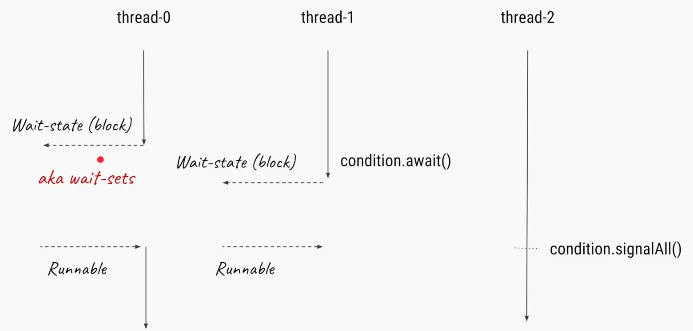 thread-0
thread-1
thread-2
Wait-state (block)
aka wait-sets
Wait-state (block)
condition.await()
Runnable
Runnable
condition.signalAll()